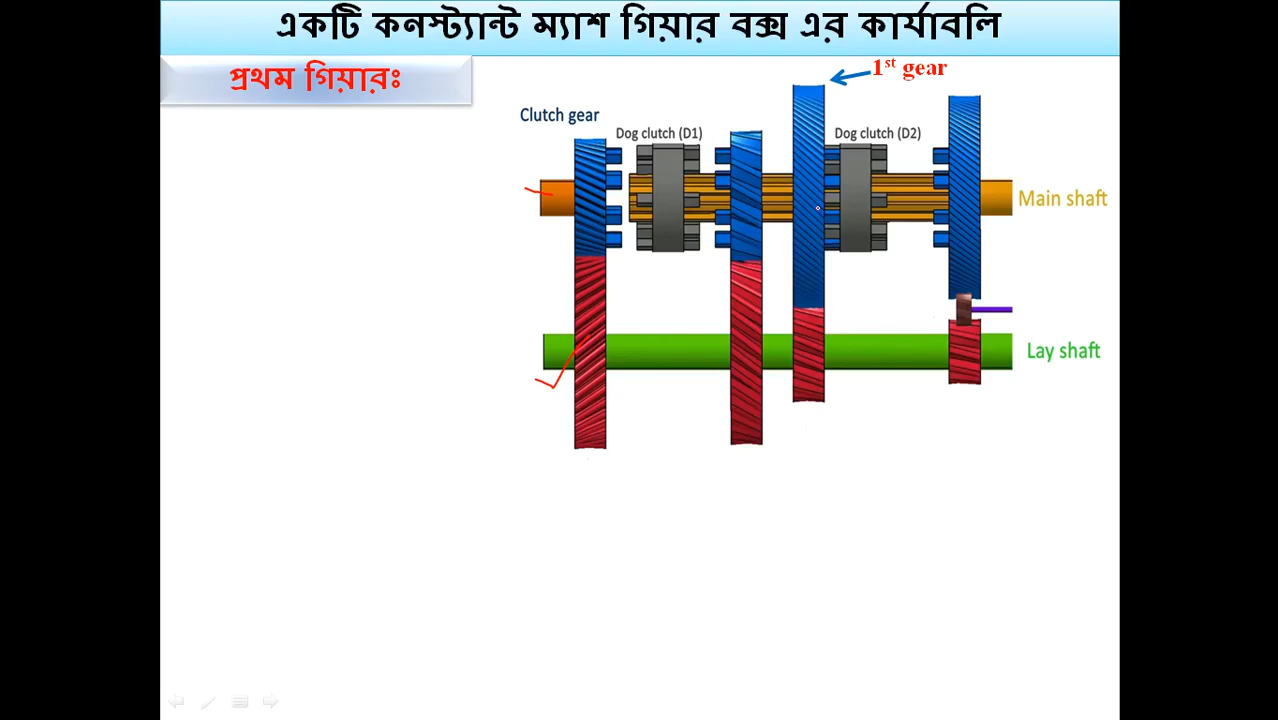 একটি কনস্ট্যান্ট ম্যাশ গিয়ার বক্স এর কার্যাবলি
প্রথম গিয়ারঃ
1st gear
Clutch gear
Dog clutch (D1)
Dog clutch (D2)
Main shaft
Lay shaft